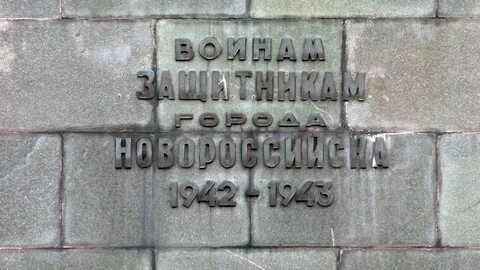 ВОИНАМ
ЗАЩИТНИКАМ
ГОРОДА
НОВОРОССИЙСКА
1942-1943